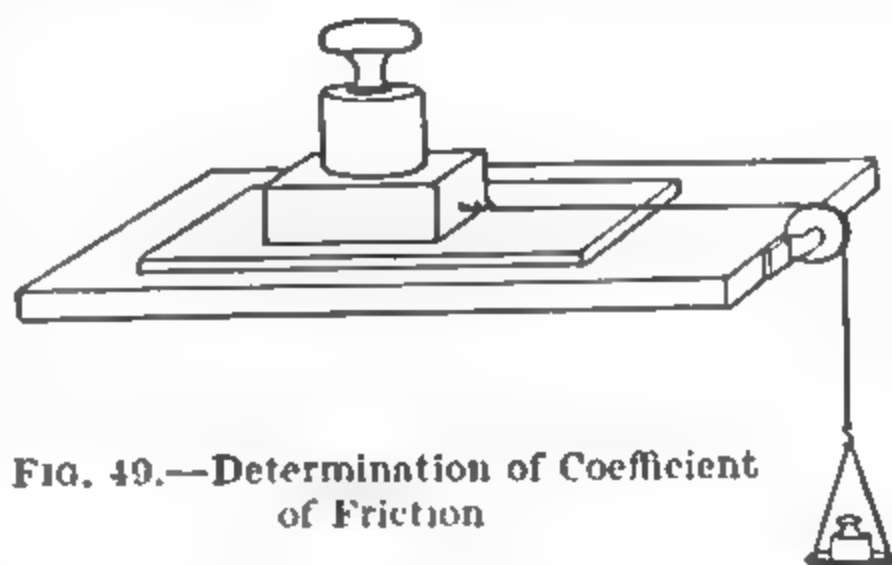 FIG. 49.—Determination of Coefficient
of Friction